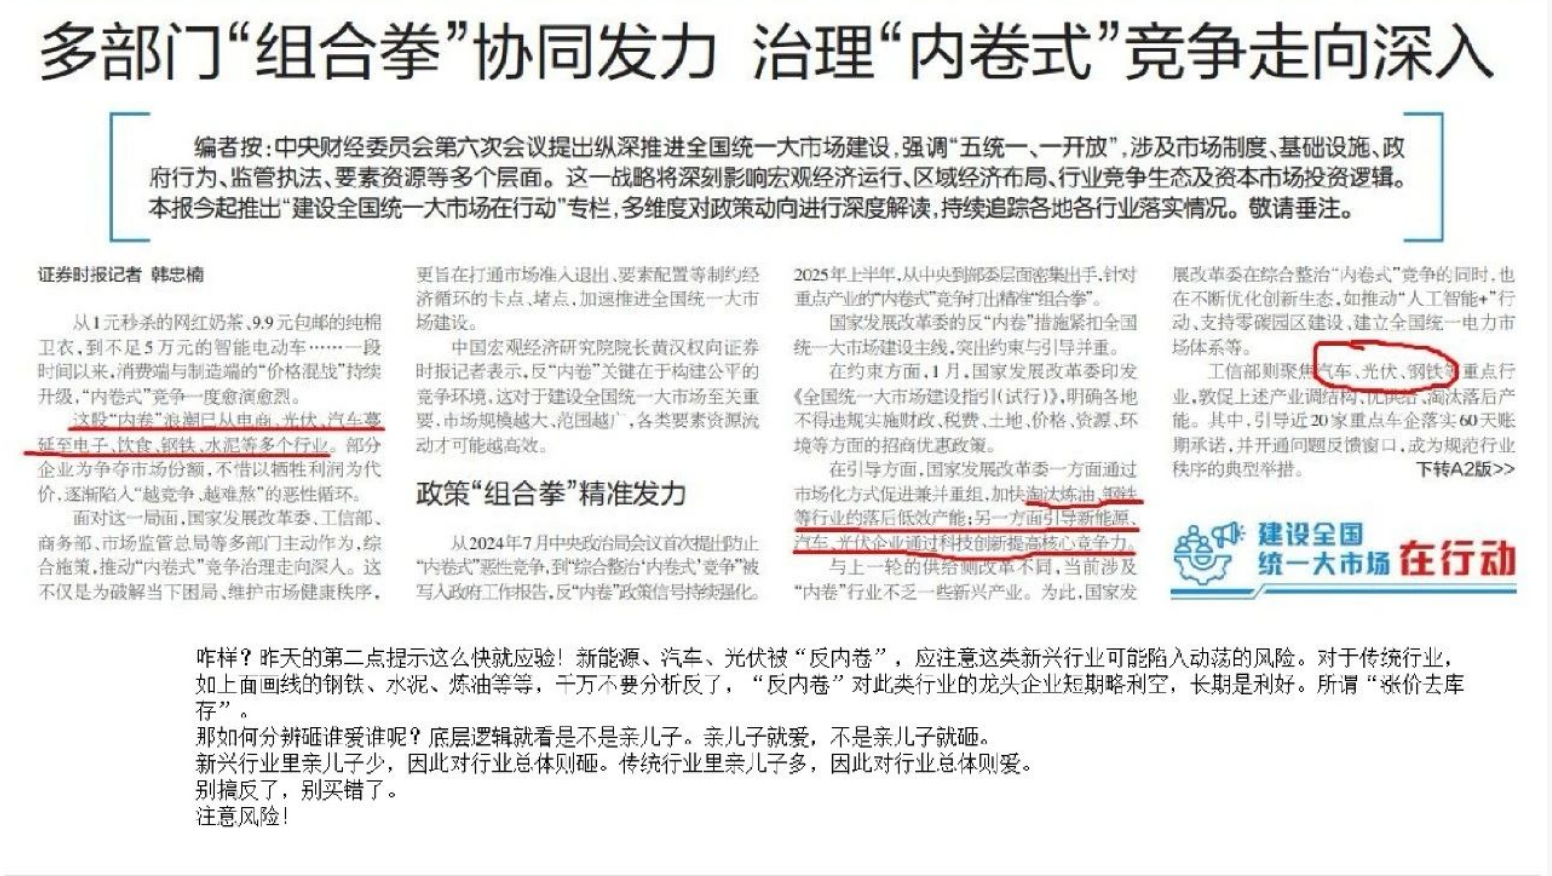 多部门“组合拳”协同发力 治理“内卷式”竞争走向深入
编者按：中央财经委员会第六次会议提出纵深推进全国统一大市场建设，强调“五统一、一开放”，涉及市场制度、基础设施、政
府行为、监管执法、要素资源等多个层面。这一战略将深刻影响宏观经济运行、区域经济布局、行业竞争生态及资本市场投资逻辑。
本报今起推出“建设全国统一大市场在行动”专栏，多维度对政策动向进行深度解读，持续追踪各地各行业落实情况。敬请垂注。
证券时报记者 韩忠楠
从1元秒杀的网红奶茶、9.9元包邮的纯棉
卫衣，到不足5万元的智能电动车……一段
时间以来，消费端与制造端的“价格混战”持续
升级，“内卷式”竞争一度愈演愈烈。
这股“内卷”浪潮已从电商、光伏、汽车蔓
延至电子、饮食、钢铁、水泥等多个行业。部分
企业为争夺市场份额，不惜以牺牲利润为代
价，逐渐陷入“越竞争、越难熬”的恶性循环。
面对这一局面，国家发展改革委、工信部、
商务部、市场监管总局等多部门主动作为，综
合施策，推动“内卷式”竞争治理走向深入。这
不仅是为破解当下困局、维护市场健康秩序，
更旨在打通市场准入退出、要素配置等制约经
济循环的卡点、堵点，加速推进全国统一大市
场建设。
中国宏观经济研究院院长黄汉权向证券
时报记者表示，反“内卷”关键在于构建公平的
竞争环境，这对于建设全国统一市场至关重
要，市场规模越大、范围越广，各类要素资源流
动才可能越高效。
政策“组合拳”精准发力
从2024年7月中央政治局会议首次提出防止
“内卷式”恶性竞争，到“综合整治‘内卷式’竞争”被
写入政府工作报告，反“内卷”政策信号持续强化。
2025年上半年，从中央到部委层面密集出手，针对
重点产业的“内卷式”竞争打出精准“组合拳”。
国家发展改革委的反“内卷”措施紧扣全国
统一大市场建设主线，突出约束与引导并重。
在约束方面，1月，国家发展改革委印发
《全国统一大市场建设指引（试行）》，明确各地
不得违规实施财政、税费、土地、价格、资源、环
境等方面的招商优惠政策。
在引导方面，国家发展改革委一方面通过
市场化方式促进兼并重组，加快淘汰炼油、钢铁
等行业的落后低效产能；另一方面引导新能源、
汽车、光伏企业通过科技创新提高核心竞争力。
与上一轮的供给侧改革不同，当前涉及
“内卷”行业不乏一些新兴产业。为此，国家发
展改革委在综合整治“内卷式”竞争的同时，也
在不断优化创新生态，如推动“人工智能+”行
动、支持零碳园区建设、建立全国统一电力市
场体系等。
工信部则聚焦汽车、光伏、钢铁等重点行
业，敦促上述产业调结构、优供给、淘汰落后产
能。其中，引导近20家重点车企落实60天账
期承诺，并开通问题反馈窗口，成为规范行业
秩序的典型举措。 下转A2版>>
建设全国
统一大市场 在行动
咋样？昨天的第二点提示这么快就应验！新能源、汽车、光伏被“反内卷”，应注意这类新兴行业可能陷入动荡的风险。对于传统行业，
如上面画线的钢铁、水泥、炼油等等，千万不要分析反了，“反内卷”对此类行业的龙头企业短期略利空，长期是利好。所谓“涨价去库
存”。
那如何分辨砸谁爱谁呢？底层逻辑就看是不是亲儿子。亲儿子就爱，不是亲儿子就砸。
新兴行业里亲儿子少，因此对行业总体则砸。传统行业里亲儿子多，因此对行业总体则爱。
别搞反了，别买错了。
注意风险！